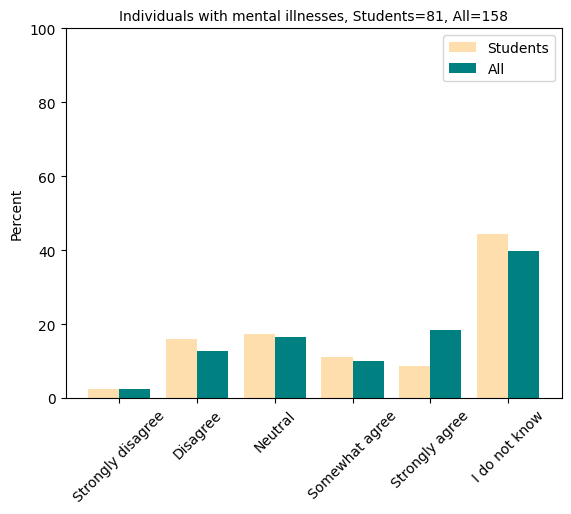 Individuals with mental illnesses, Students=81, All=158
100
80
60
40
20
0
Percent
Students
All
Strongly disagree
Disagree
Neutral
Somewhat agree
Strongly agree
I do not know